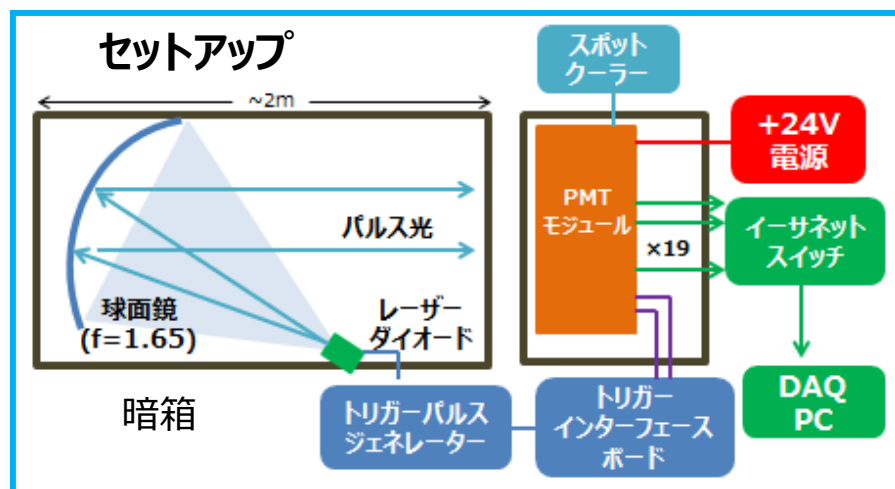 セットアップ
~2m
パルス光
球面鏡
(f=1.65)
レーザー
ダイオード
暗箱
スポット
クーラー
PMT
モジュール
×19
+24V
電源
イーサネット
スイッチ
DAQ
PC
トリガーパルス
ジェネレーター
トリガー
インターフェース
ボード